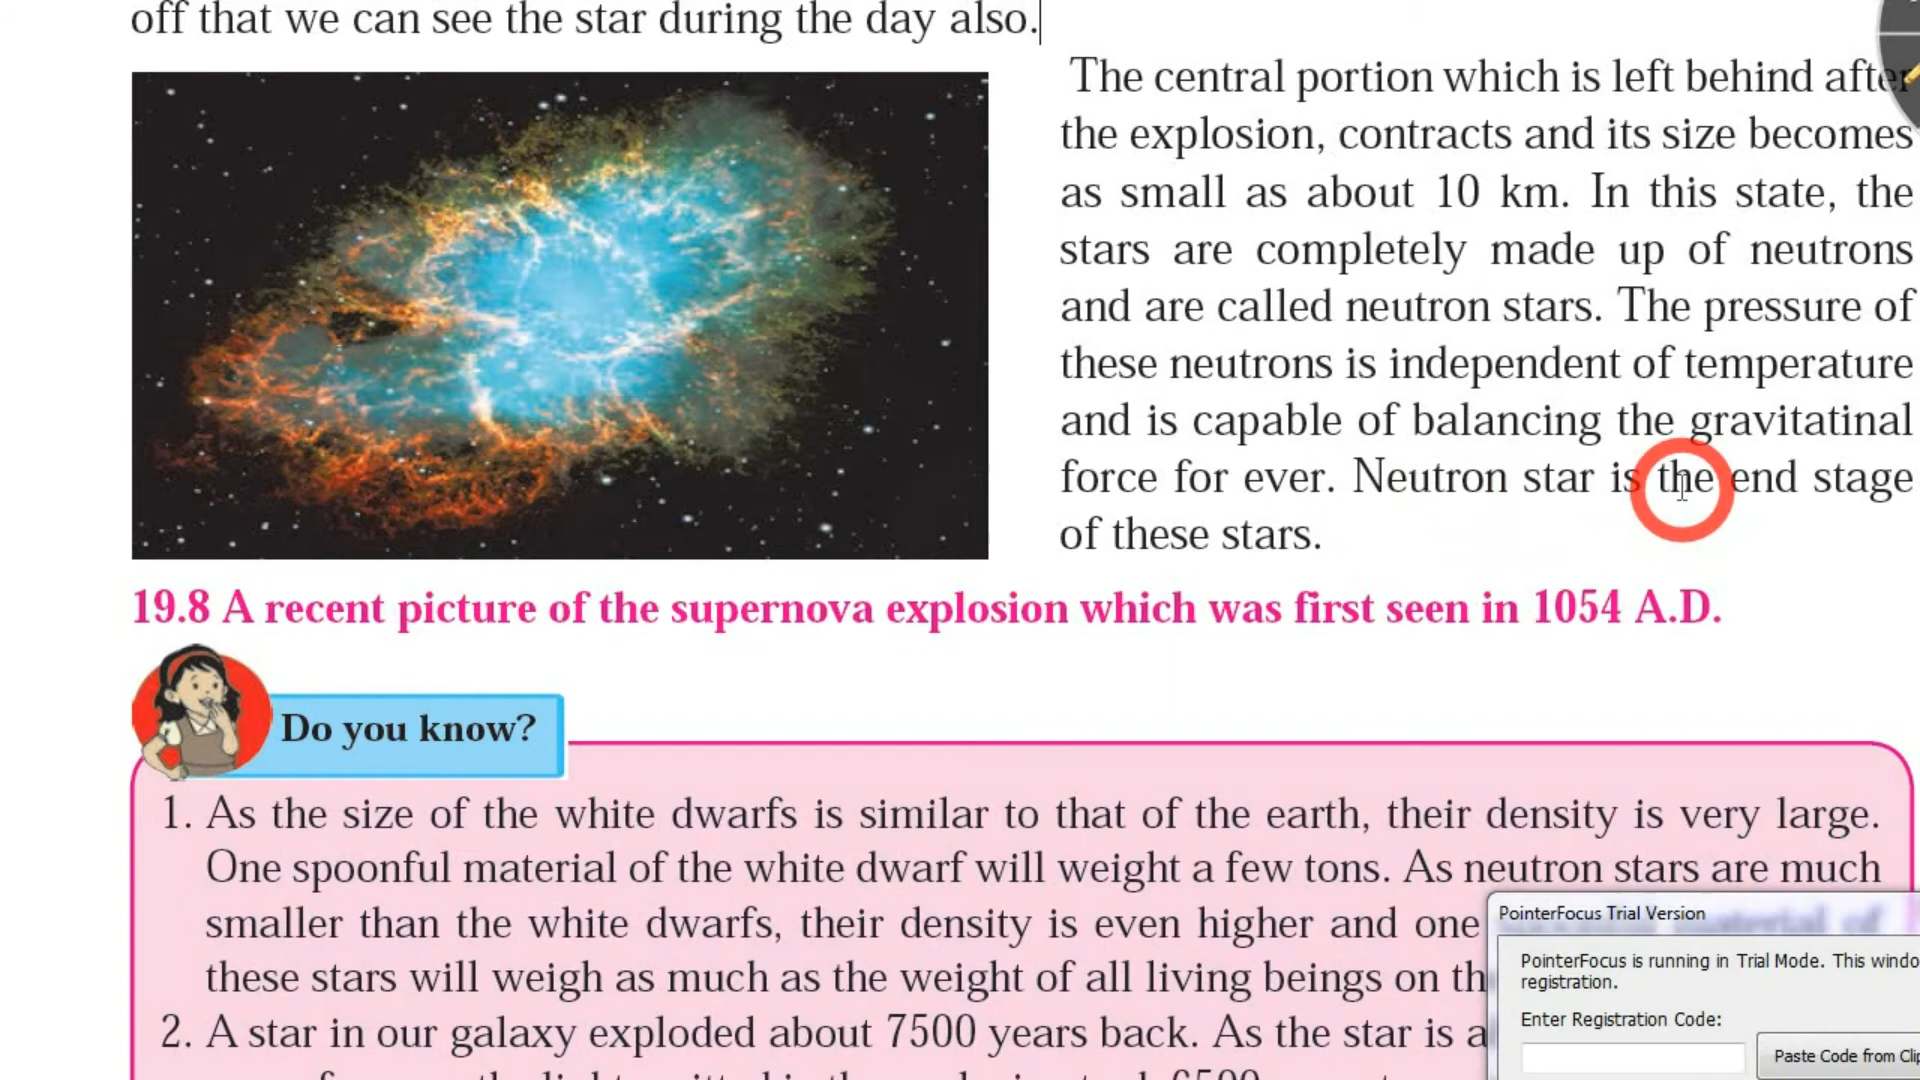 off that we can see the star during the day also.
The central portion which is left behind after
the explosion, contracts and its size becomes
as small as about 10 km. In this state, the
stars are completely made up of neutrons
and are called neutron stars. The pressure of
these neutrons is independent of temperature
and is capable of balancing the gravitatinal
force for ever. Neutron star is the end stage
of these stars.
19.8 A recent picture of the supernova explosion which was first seen in 1054 A.D.
Do you know?
1. As the size of the white dwarfs is similar to that of the earth, their density is very large.
One spoonful material of the white dwarf will weight a few tons. As neutron stars are much
smaller than the white dwarfs, their density is even higher and one
these stars will weigh as much as the weight of all living beings on
2. A star in our galaxy exploded about 7500 years back. As the star is
PointerFocus Trial Version
PointerFocus is running in Trial Mode. This
registration.
Enter Registration Code:
Paste Code from